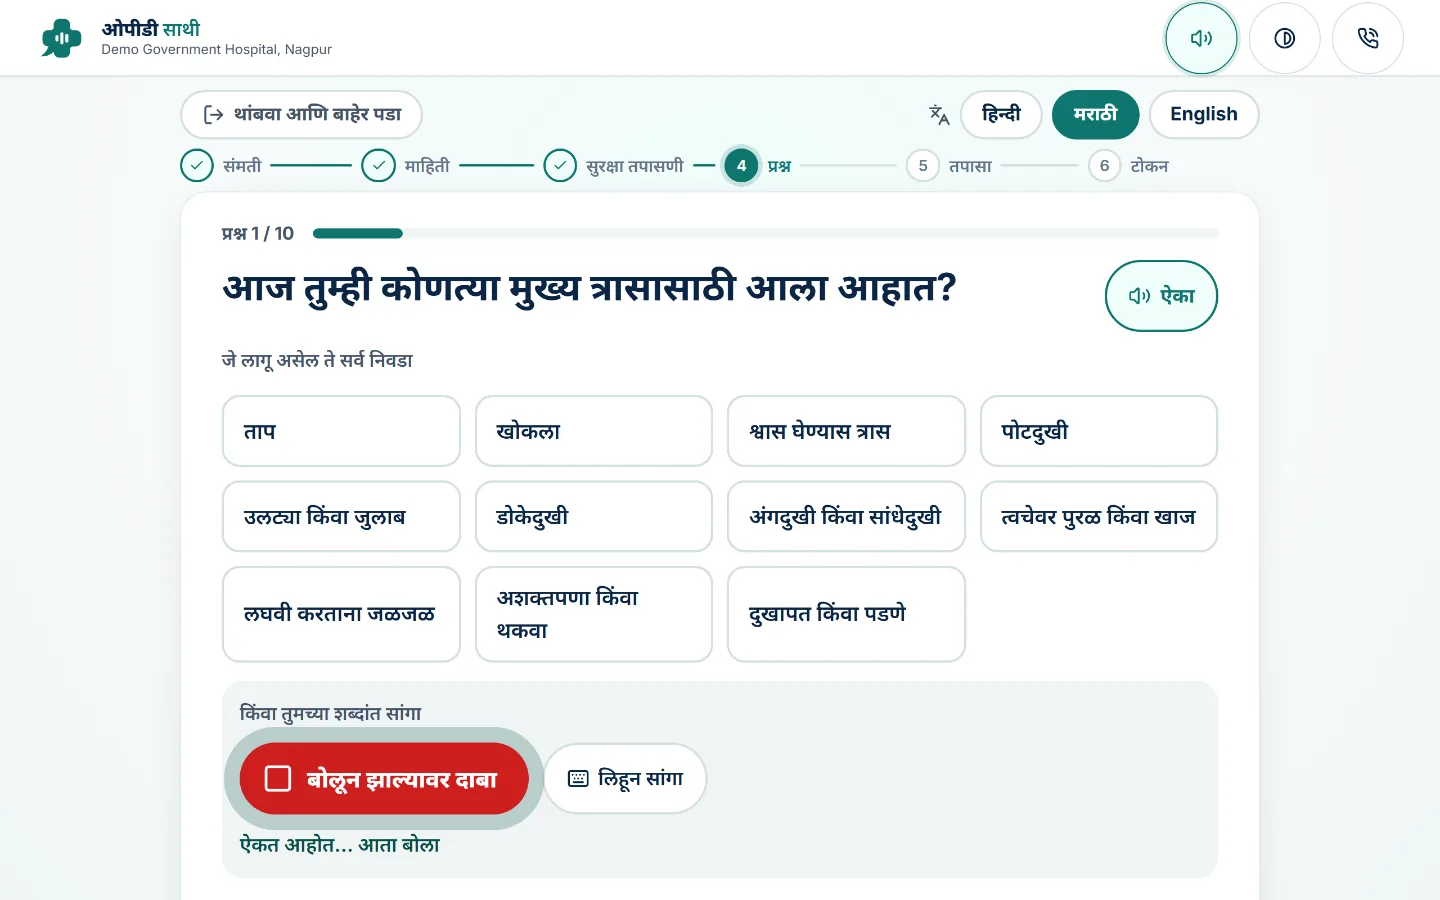 ओपीडी साथी
Demo Government Hospital, Nagpur
थांबवा आणि बाहेर पडा
हिन्दी
मराठी
English
संमती
माहिती
सुरक्षा तपासणी
4 प्रश्न
5 तपासा
6 टोकन
प्रश्न 1 / 10
आज तुम्ही कोणत्या मुख्य त्रासासाठी आला आहात?
ऐका
जे लागू असेल ते सर्व निवडा
ताप
खोकला
श्वास घेण्यास त्रास
पोटदुखी
उलट्या किंवा जुलाब
डोकेदुखी
अंगदुखी किंवा सांधेदुखी
त्वचेवर पुरळ किंवा खाज
लघवी करताना जळजळ
अशक्तपणा किंवा
थकवा
दुखापत किंवा पडणे
किंवा तुमच्या शब्दांत सांगा
बोलून झाल्यावर दाबा
लिहून सांगा
ऐकत आहोत... आता बोला